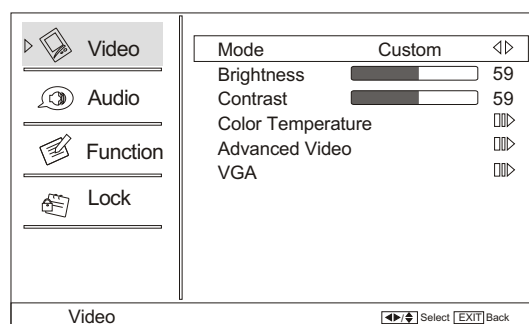 Video
Audio
Function
Lock
Mode Custom
Brightness 59
Contrast 59
Color Temperature
Advanced Video
VGA
Video
Select EXIT Back